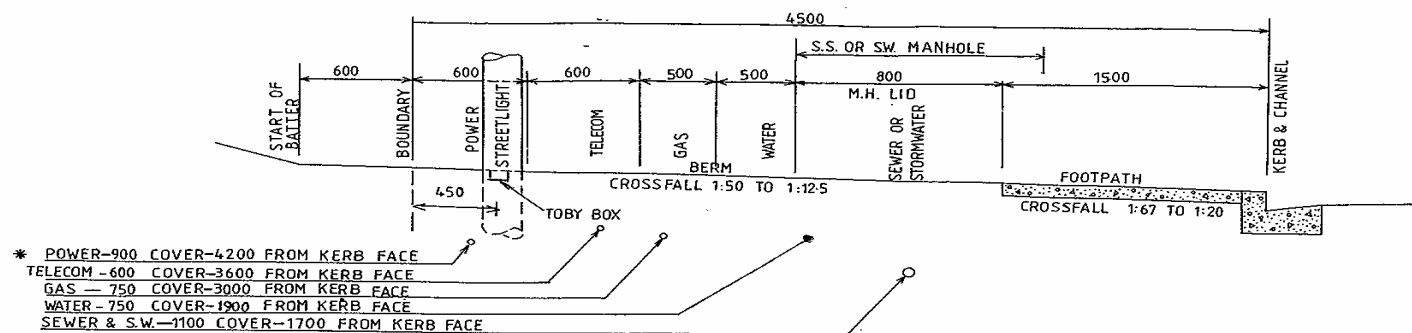 4500
S.S. OR SW. MANHOLE
600
600
600
500
500
800
1500
M.H. LID
START OF
BATTER
BOUNDARY
POWER
STREETLIGHT
TELECOM
GAS
WATER
SEWER OR
STORMWATER
KERB & CHANNEL
BERM
CROSSFALL 1:50 TO 1:12·5
FOOTPATH
CROSSFALL 1:67 TO 1:20
450
TOBY BOX
* POWER-900 COVER-4200 FROM KERB FACE
TELECOM - 600 COVER-3600 FROM KERB FACE
GAS — 750 COVER-3000 FROM KERB FACE
WATER - 750 COVER-1900 FROM KERB FACE
SEWER & S.W.—1100 COVER-1700 FROM KERB FACE